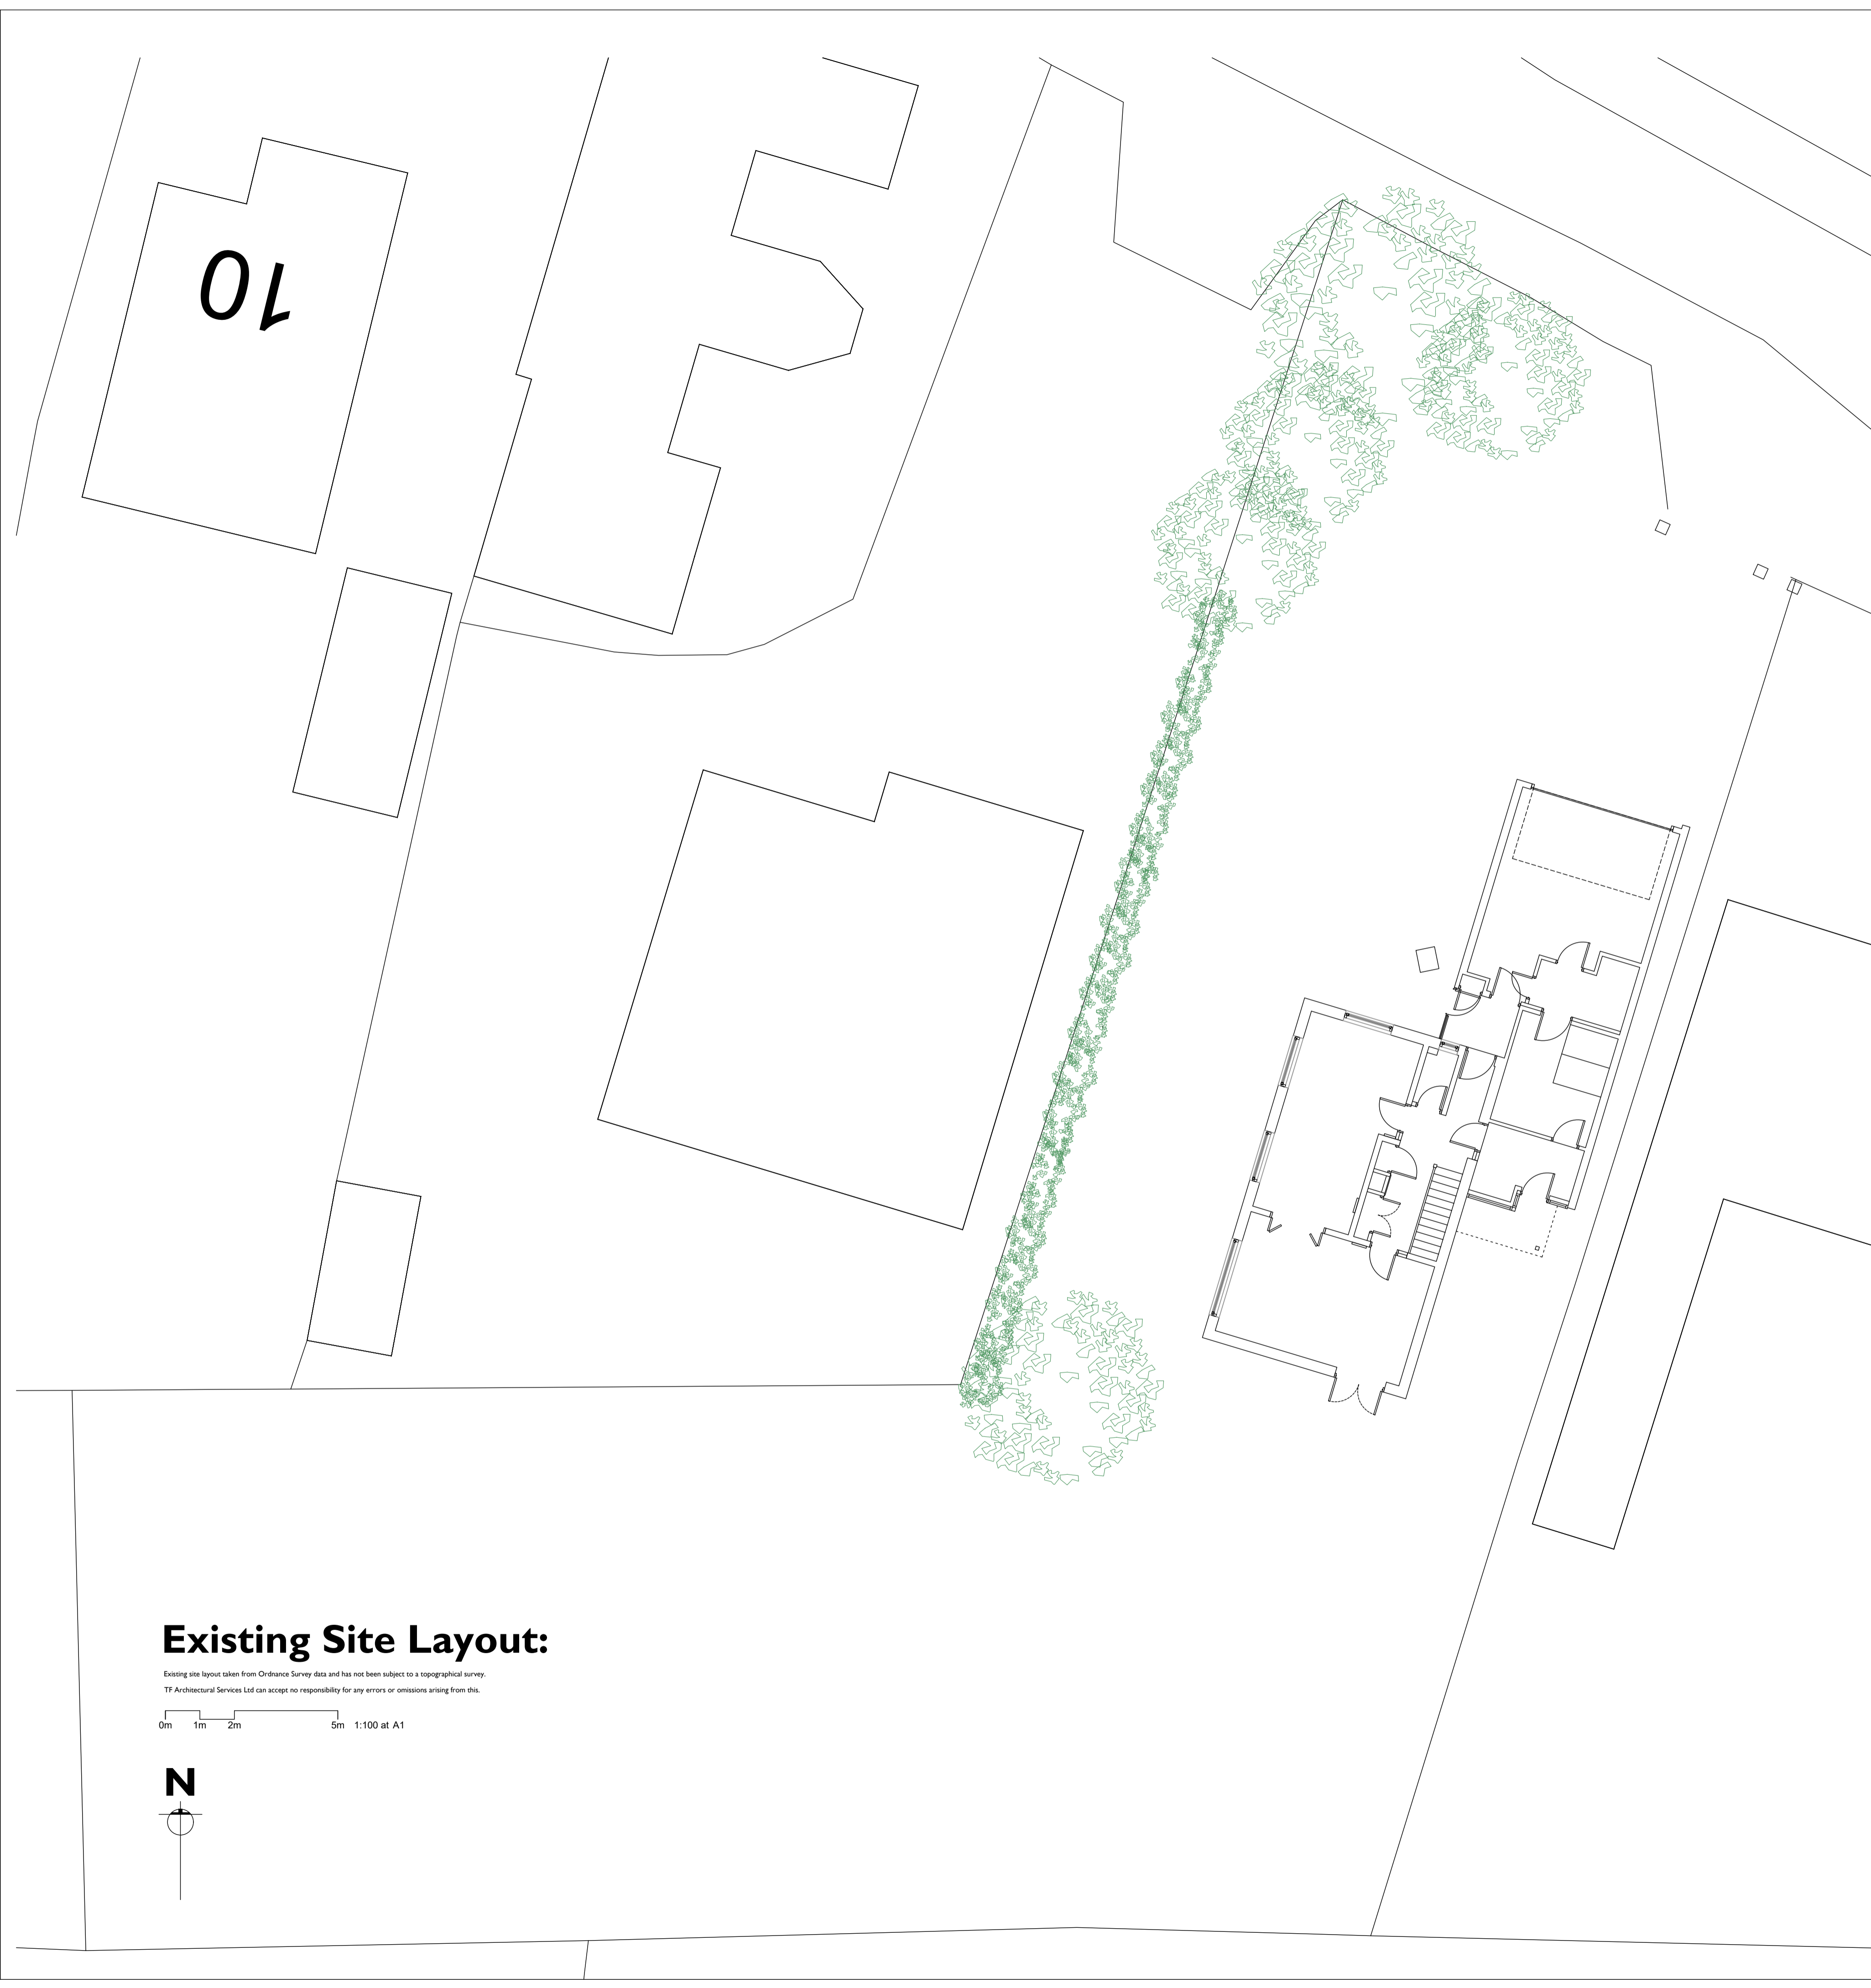 10
Existing Site Layout:
Existing site layout taken from Ordnance Survey data and has not been subject to a topographical survey.
TF Architectural Services Ltd can accept no responsibility for any errors or omissions arising from this.
0m 1m 2m 5m 1:100 at A1
N